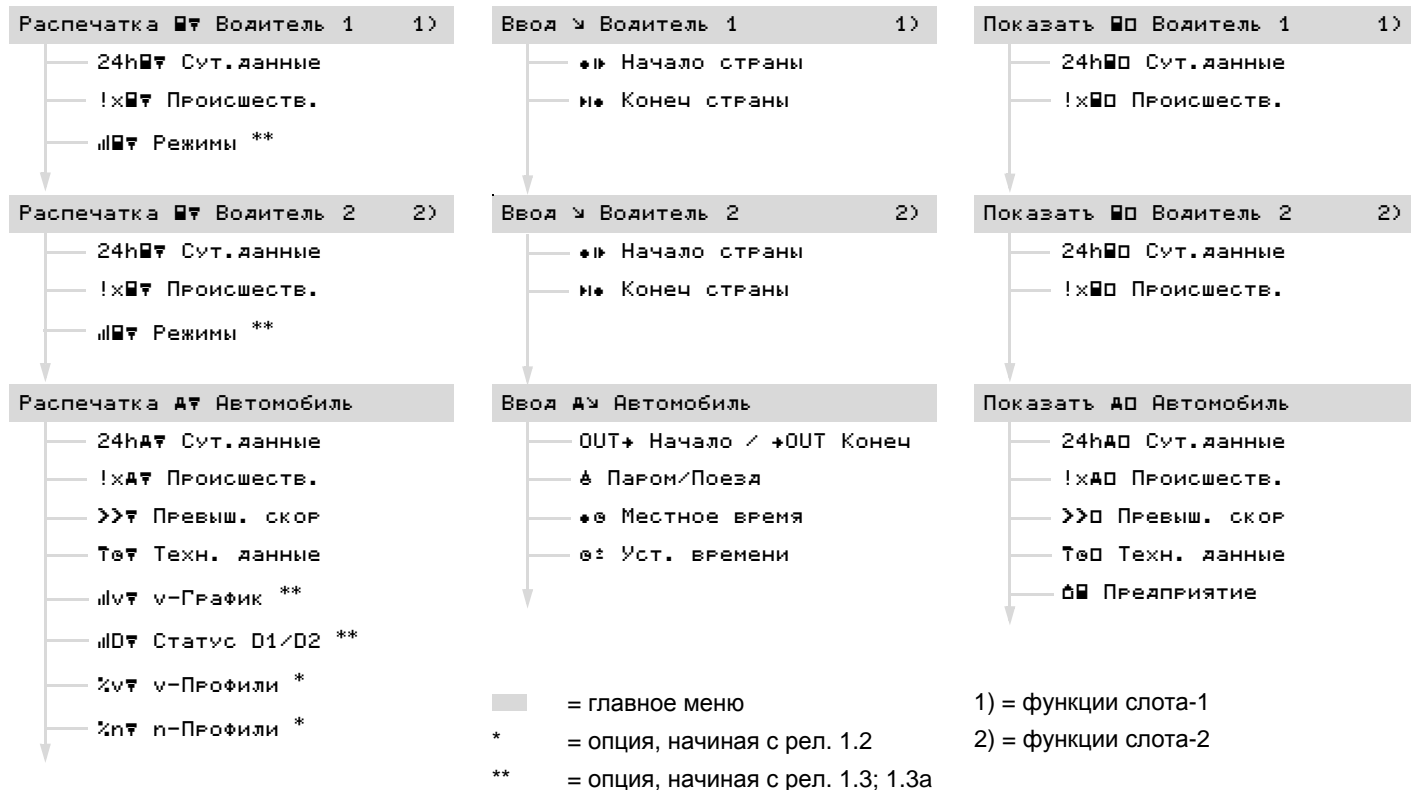 Распечатка Водитель 1 1)
24h Сут.данные
!x Происшеств.
Режимы **
Распечатка Водитель 2 2)
24h Сут.данные
!x Происшеств.
Режимы **
Распечатка Автомобиль
24h Сут.данные
!x Происшеств.
>>▼ Превыш. скор
Техн. данные
v▼ v-График **
D▼ Статус D1/D2 **
%v▼ v-Профили *
%n▼ n-Профили *
Ввод Водитель 1 1)
Начало страны
Конец страны
Ввод Водитель 2 2)
Начало страны
Конец страны
Ввод Автомобиль
OUT→ Начало / →OUT Конец
Паром/Поезд
Местное время
Уст. времени
Показать Водитель 1 1)
24h Сут.данные
!x Происшеств.
Показать Водитель 2 2)
24h Сут.данные
!x Происшеств.
Показать Автомобиль
24h Сут.данные
!x Происшеств.
>> Превыш. скор
Техн. данные
Предприятие
= главное меню
* = опция, начиная с рел. 1.2
** = опция, начиная с рел. 1.3; 1.3a
1) = функции слота-1
2) = функции слота-2